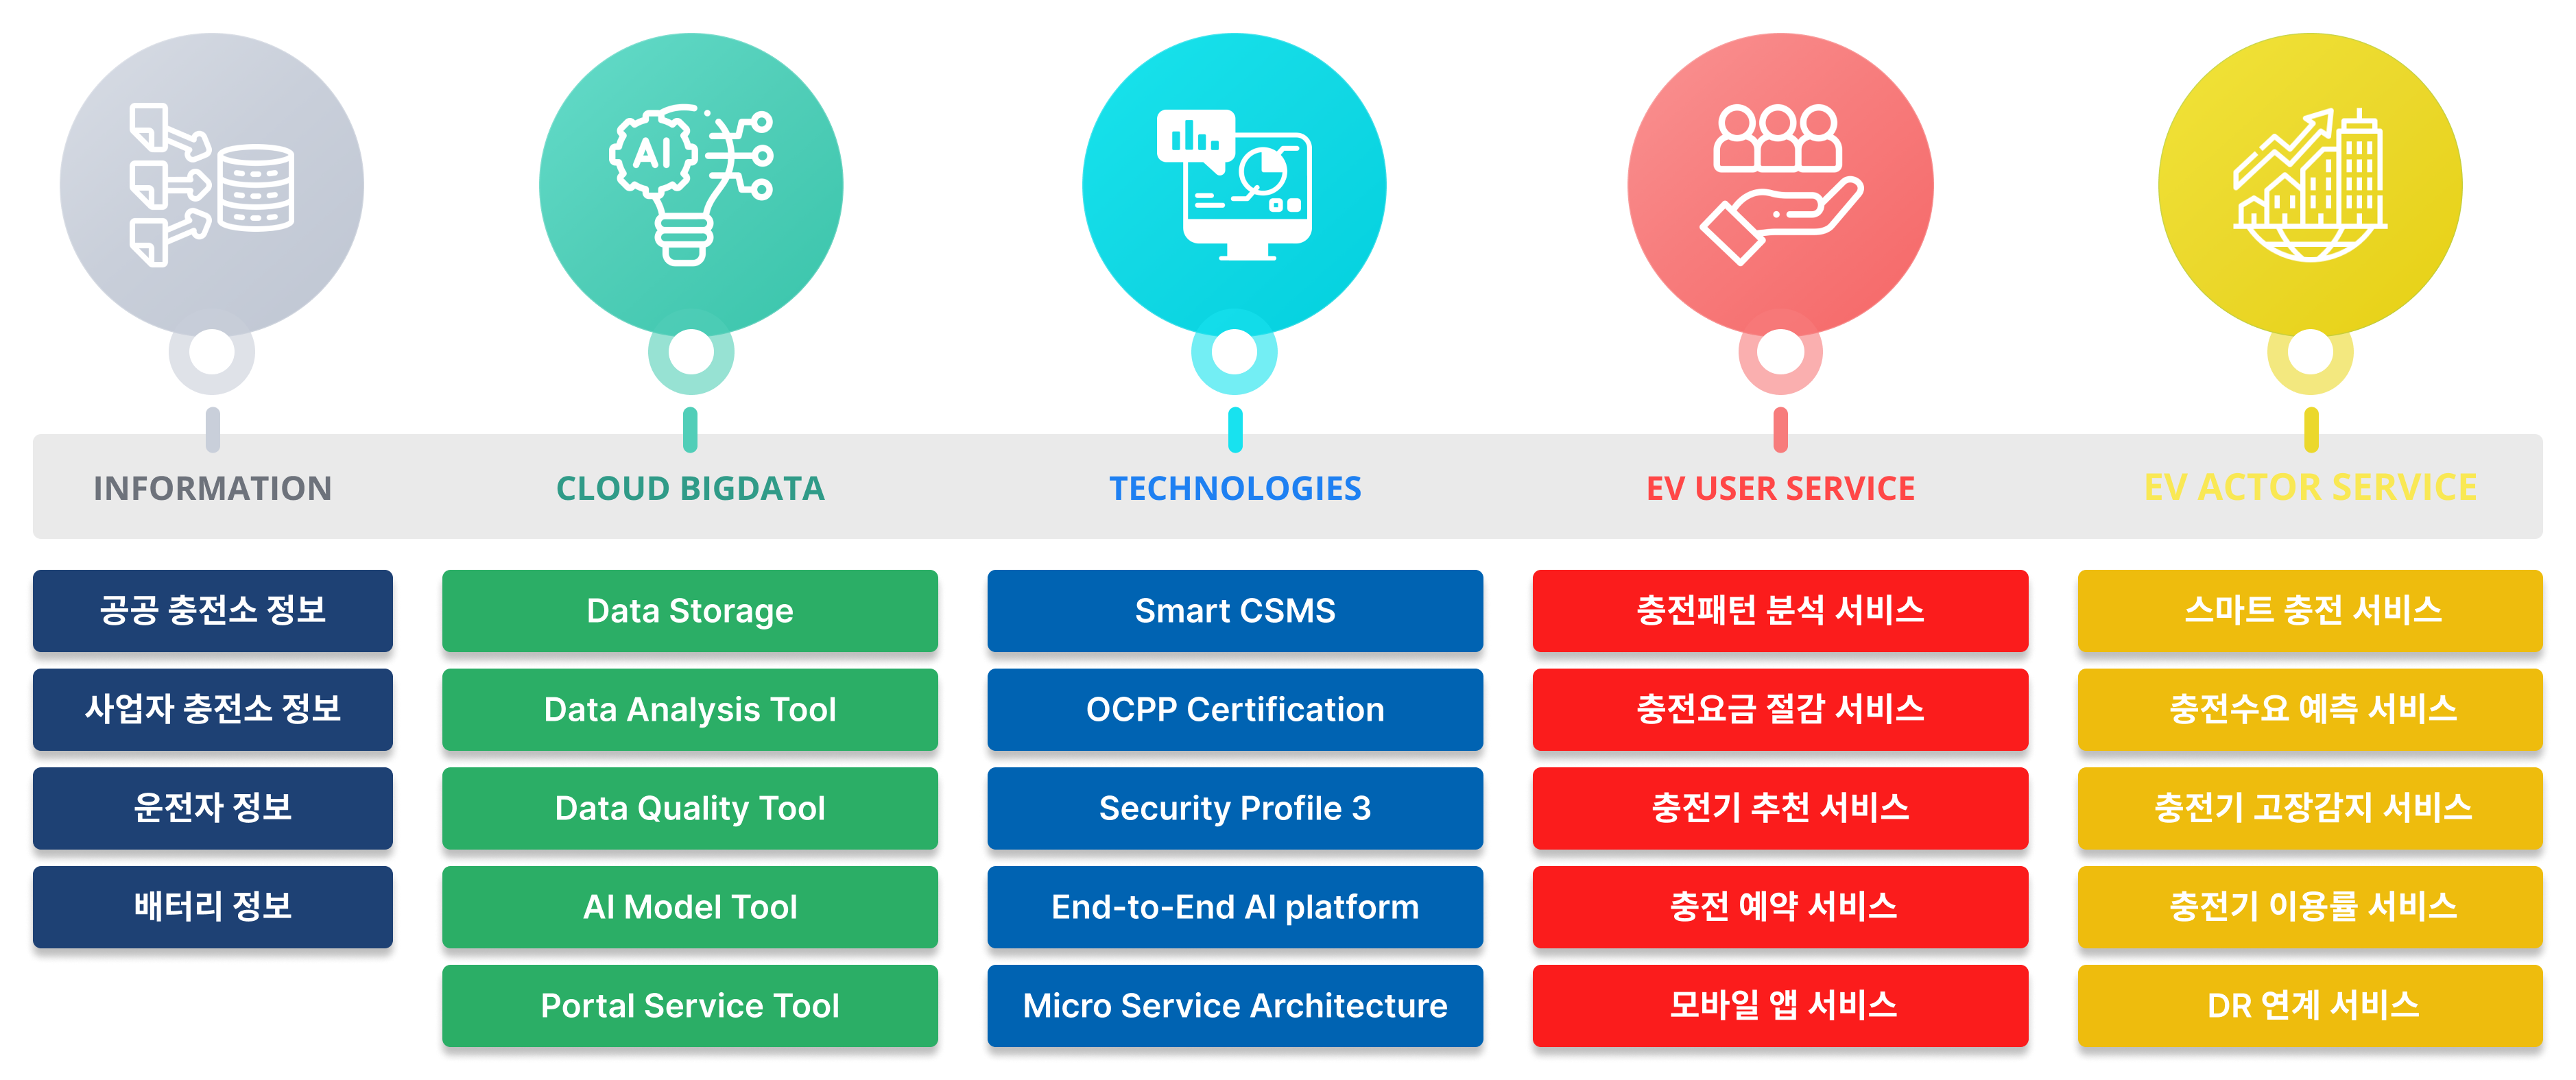 AI
INFORMATION
CLOUD BIGDATA
TECHNOLOGIES
EV USER SERVICE
EV ACTOR SERVICE
공공 충전소 정보
사업자 충전소 정보
운전자 정보
배터리 정보
Data Storage
Data Analysis Tool
Data Quality Tool
AI Model Tool
Portal Service Tool
Smart CSMS
OCPP Certification
Security Profile 3
End-to-End AI platform
Micro Service Architecture
충전패턴 분석 서비스
충전요금 절감 서비스
충전기 추천 서비스
충전 예약 서비스
모바일 앱 서비스
스마트 충전 서비스
충전수요 예측 서비스
충전기 고장감지 서비스
충전기 이용률 서비스
DR 연계 서비스